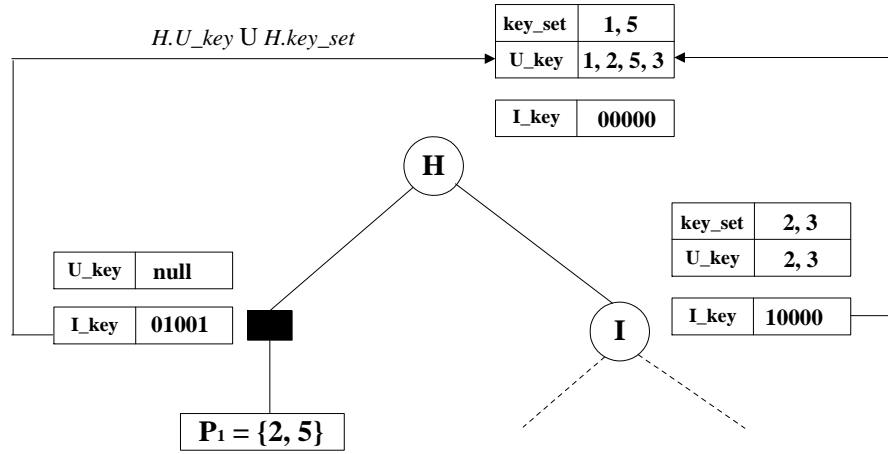 H.U_key U H.key_set
key_set 1, 5
U_key 1, 2, 5, 3
I_key 00000
H
key_set 2, 3
U_key 2, 3
I_key 10000
U_key null
I_key 01001
I
P₁ = {2, 5}